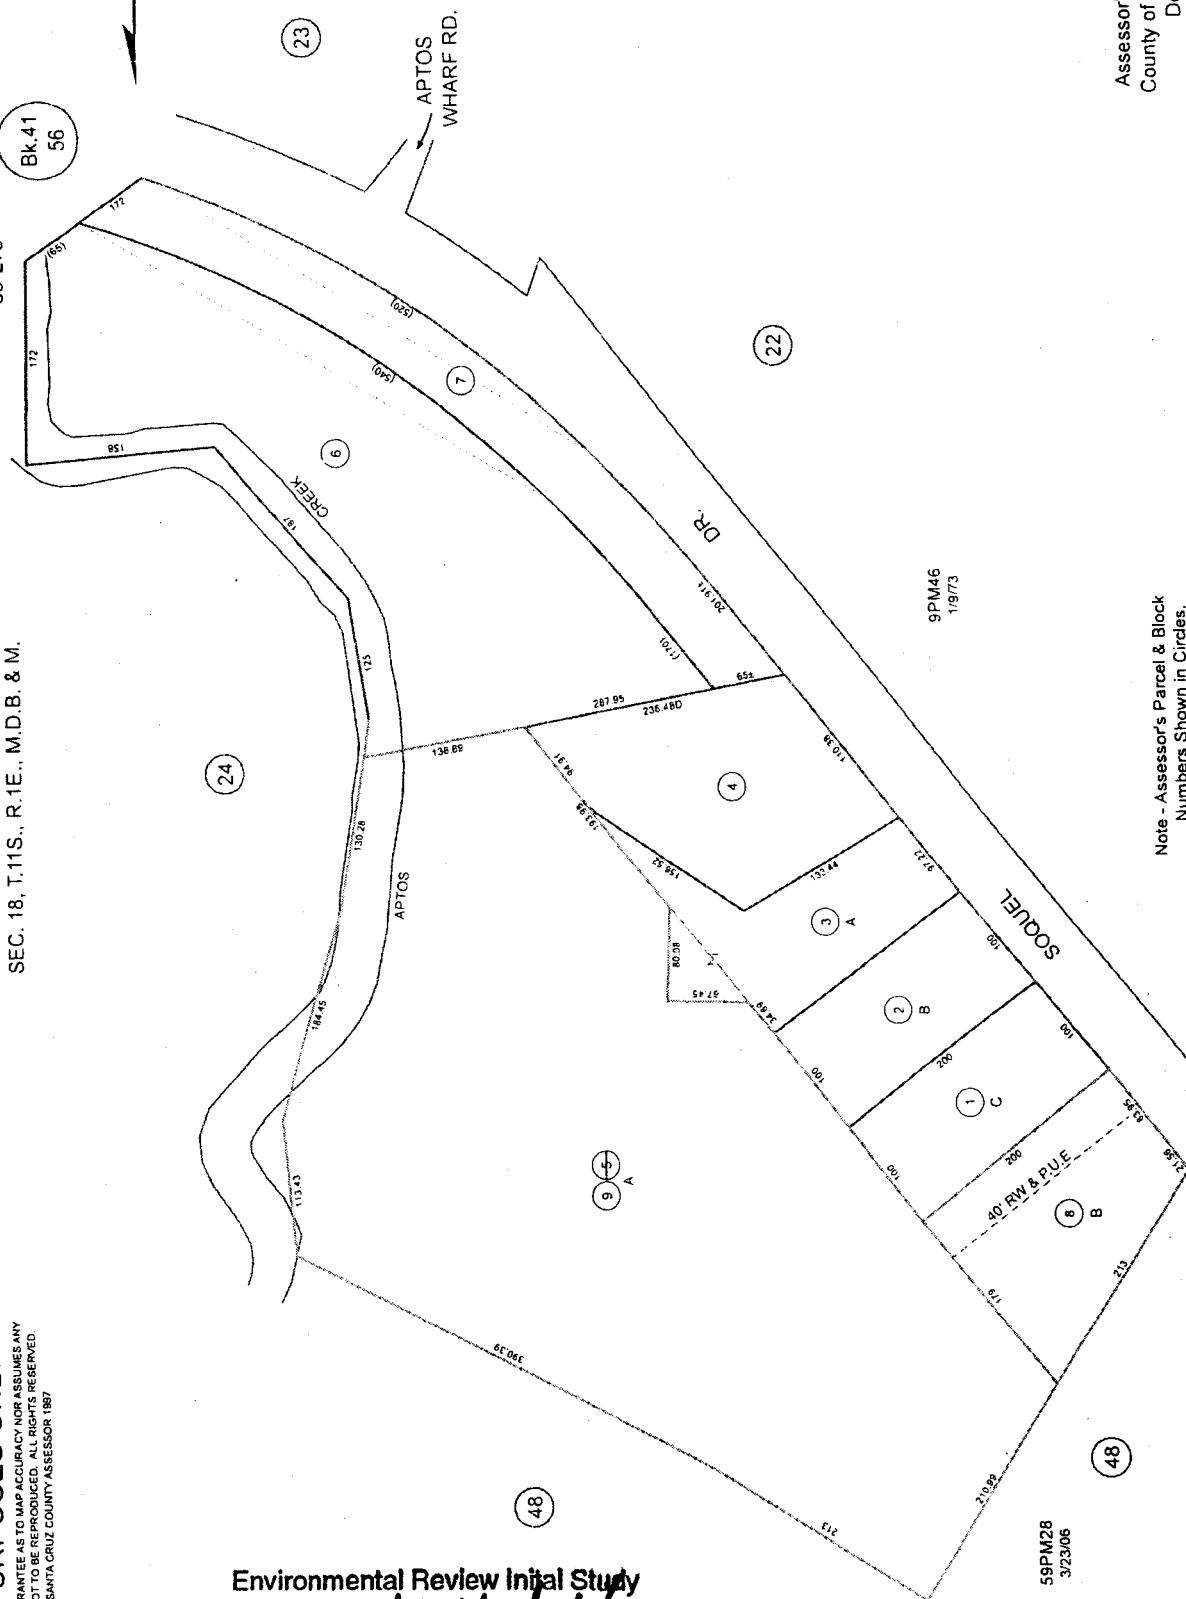 SEC. 18, T.11S., R.1E., M.D.B. & M.
RANTEE AS TO MAP ACCURACY NOR ASSUMES ANY
OT TO BE REPRODUCED. ALL RIGHTS RESERVED.
SANTA CRUZ COUNTY ASSESSOR 1997
Bk.41
56
23
APTOS
WHARF RD.
Assessor'
County of
172
(65)
172
158
187
CREEK
6
(520)
(540)
7
22
DR.
201.91±
(170)
65±
125
287.95
236.48D
136.69
24
130.28
APTOS
94.91
193.98
4
110.38
156.52
133.44
97.22
3
A
9PM46
1/9/73
Note - Assessor's Parcel & Block
Numbers Shown in Circles.
SOQUEL
184.45
80.08
67.45
34.69
100
2
B
100
200
1
C
100
100
200
83.95
21.56
40' RW & P.U.E
8
B
113.43
9
5
A
179
213
390.39
213
210.99
48
48
59PM28
3/23/06
Environmental Review Inital Study